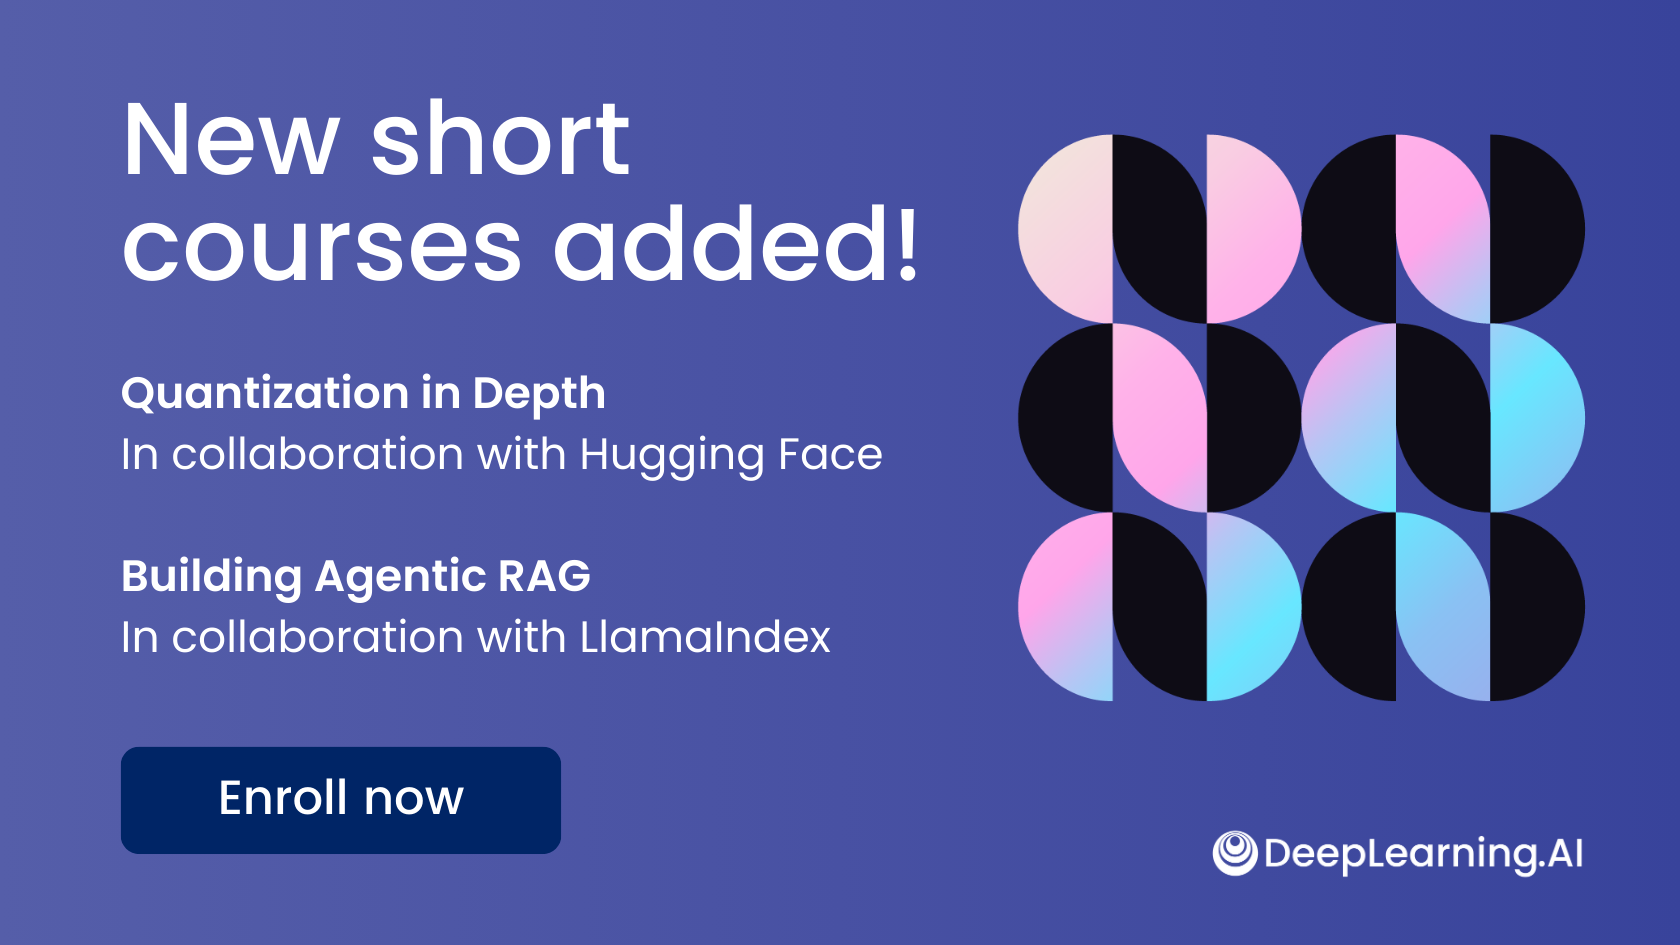 New short
courses added!
Quantization in Depth
In collaboration with Hugging Face
Building Agentic RAG
In collaboration with LlamaIndex
Enroll now
DeepLearning.AI